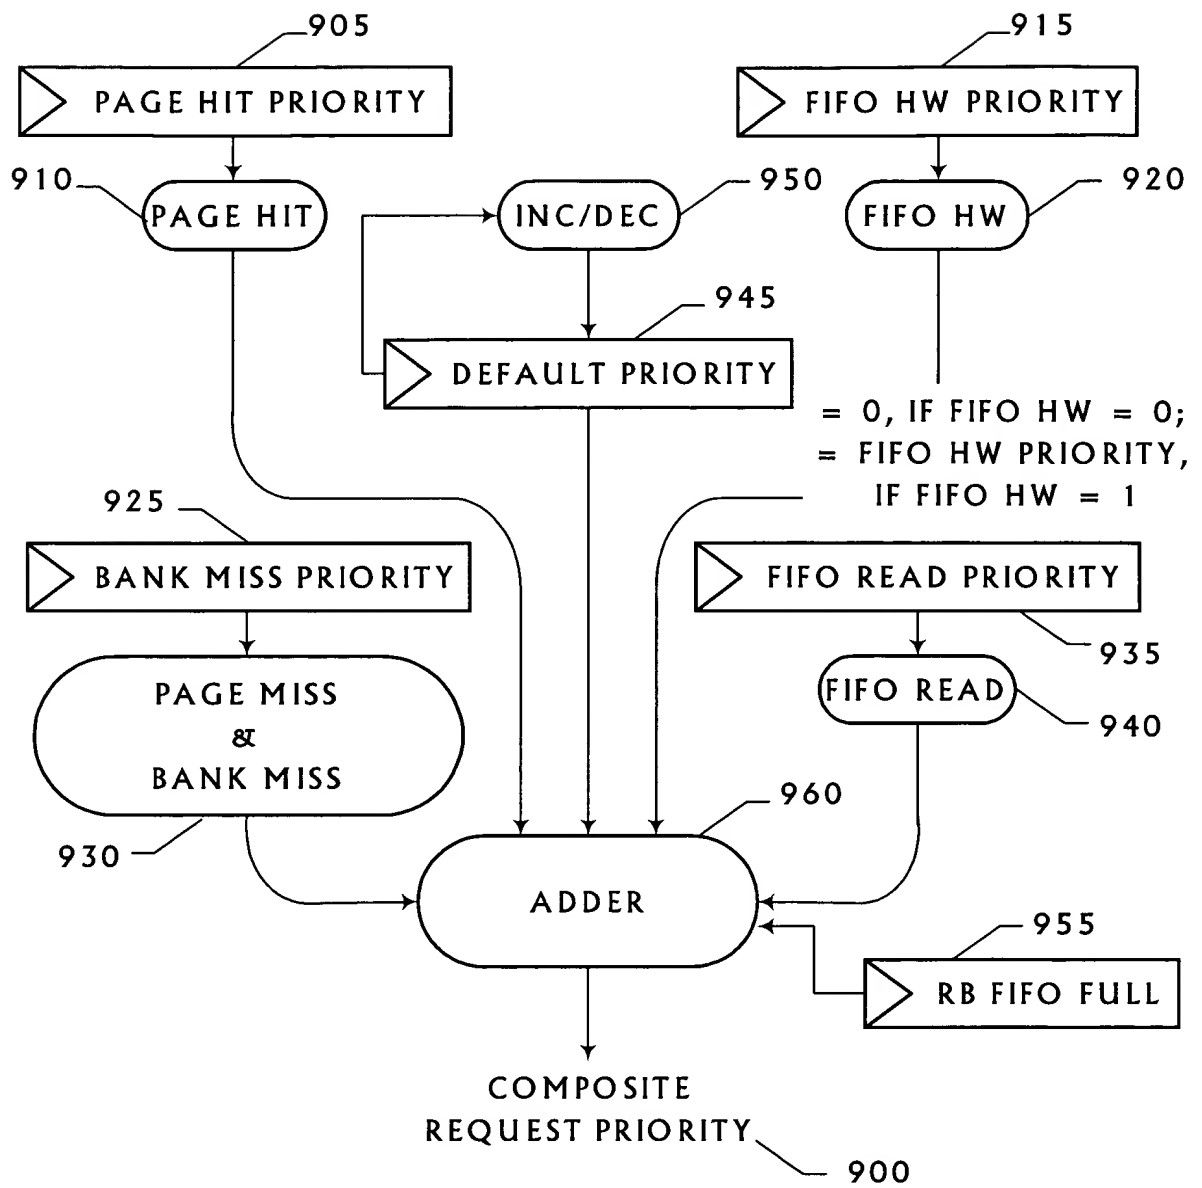 905
915
PAGE HIT PRIORITY
FIFO HW PRIORITY
910
950
920
PAGE HIT
INC/DEC
FIFO HW
945
DEFAULT PRIORITY
= 0, IF FIFO HW = 0;
= FIFO HW PRIORITY,
IF FIFO HW = 1
925
BANK MISS PRIORITY
FIFO READ PRIORITY
935
PAGE MISS
&
BANK MISS
FIFO READ
940
960
930
ADDER
955
RB FIFO FULL
COMPOSITE
REQUEST PRIORITY
900